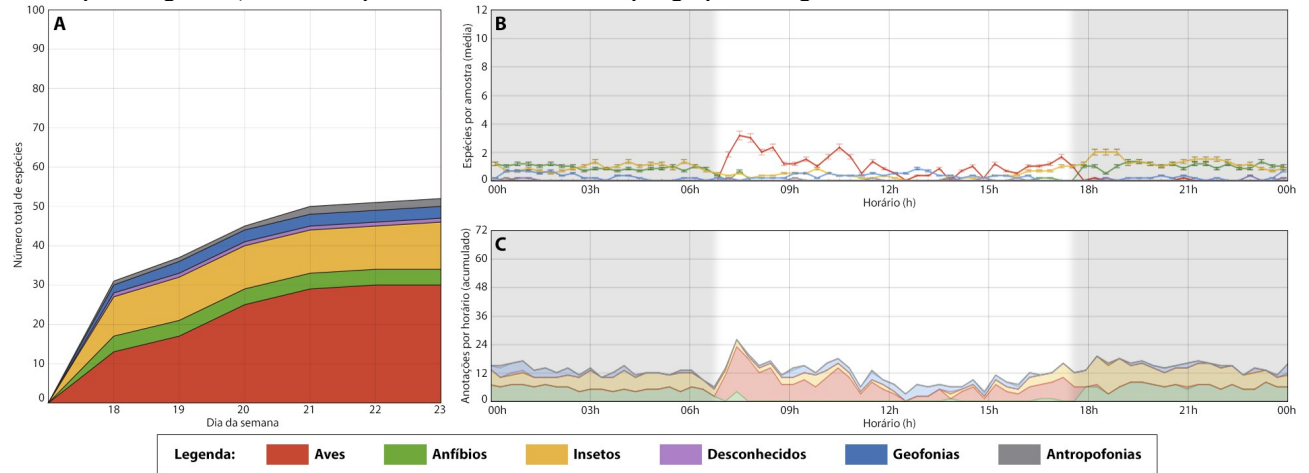 A
Número total de espécies
100
90
80
70
60
50
40
30
20
10
0
18
19
20
21
22
23
Dia da semana
B
Espécies por amostra (média)
12
10
8
6
4
2
0
00h
03h
06h
09h
12h
15h
18h
21h
00h
Horário (h)
C
Anotações por horário (acumulado)
72
60
48
36
24
12
0
00h
03h
06h
09h
12h
15h
18h
21h
00h
Horário (h)
Legenda: Aves Anfíbios Insetos Desconhecidos Geofonias Antropofonias